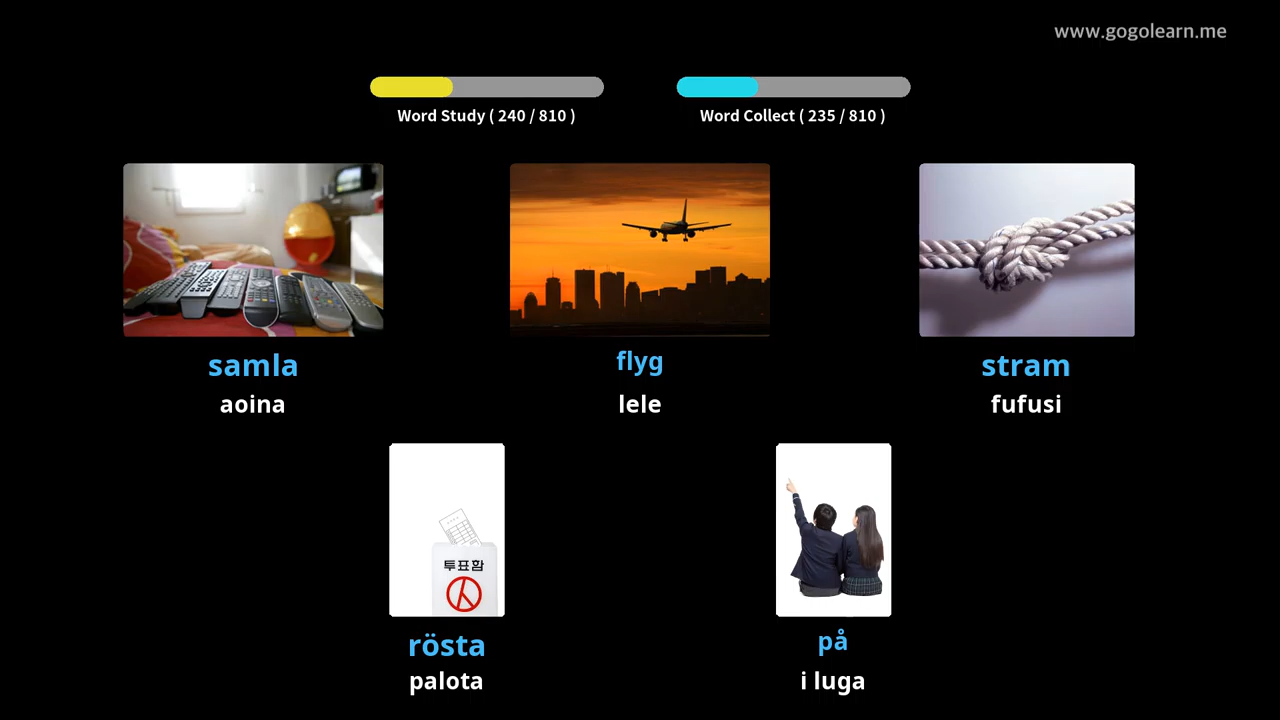 www.gogolearn.me
Word Study ( 240 / 810 )
Word Collect ( 235 / 810 )
samla
aoina
flyg
lele
stram
fufusi
투표함
rösta
palota
på
i luga